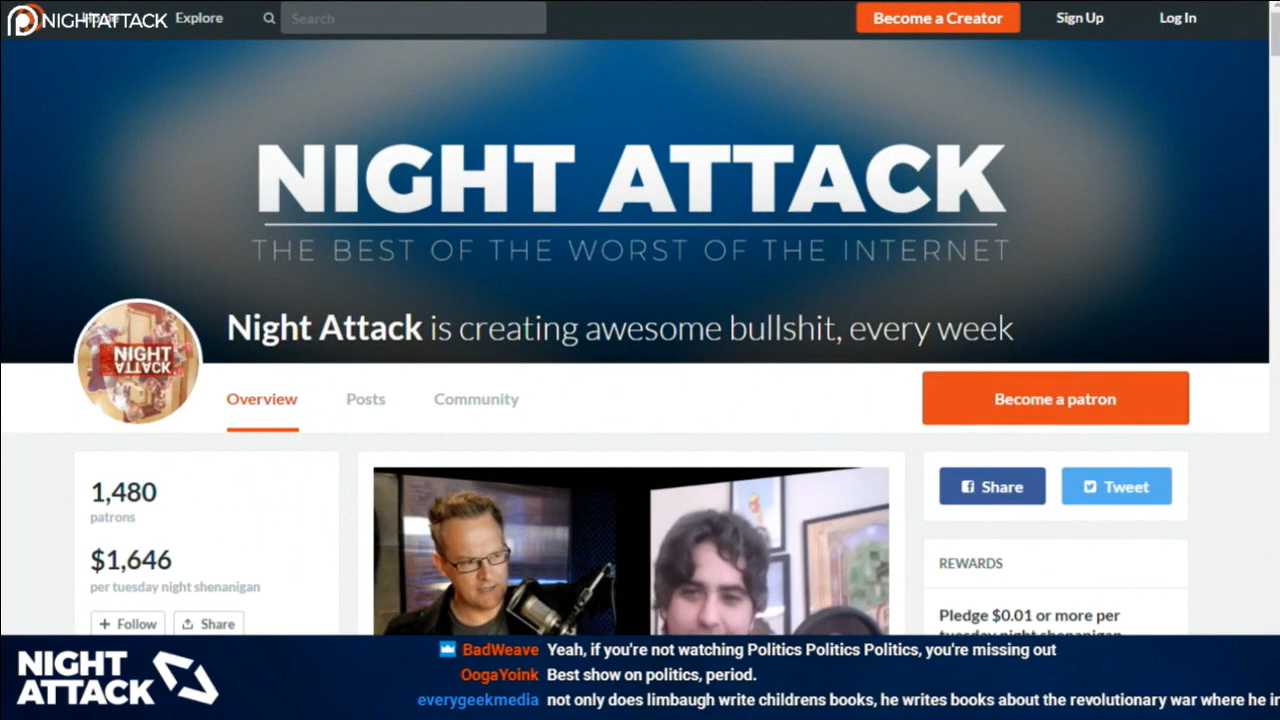 NIGHTATTACK
Explore
Search
Become a Creator
Sign Up
Log In
NIGHT ATTACK
THE BEST OF THE WORST OF THE INTERNET
NIGHT
ATTACK
Night Attack is creating awesome bullshit, every week
Overview
Posts
Community
Become a patron
1,480
patrons
$1,646
per tuesday night shenanigan
+ Follow
Share
Share
Tweet
REWARDS
Pledge $0.01 or more per
tuesday night shenanigan
NIGHT
ATTACK
BadWeave Yeah, if you're not watching Politics Politics Politics, you're missing out
OogaYoink Best show on politics, period.
everygeekmedia not only does limbaugh write childrens books, he writes books about the revolutionary war where he i